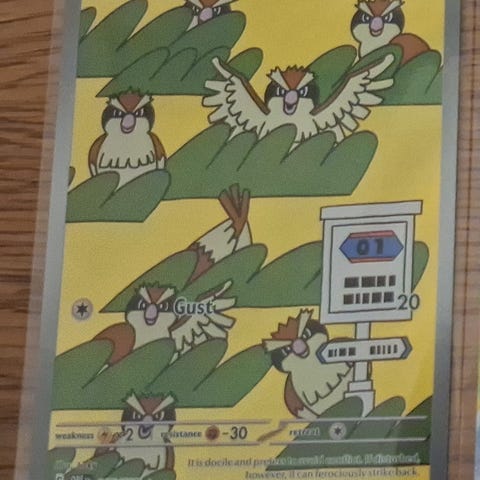 01
Gust 20
weakness ×2 resistance -30 retreat
It is docile and prefers to avoid conflict. If disturbed,
however, it can ferociously strike back.